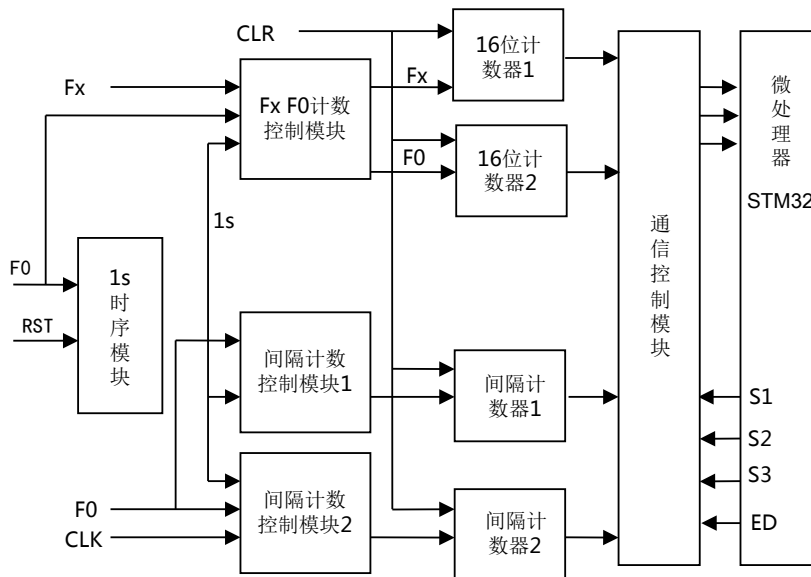 CLR
Fx
Fx F0计数
控制模块
Fx
F0
16位计
数器1
16位计
数器2
微处理器
STM32
通信控制模块
1s
F0
RST
1s
时序模块
间隔计数
控制模块1
间隔计
数器1
F0
CLK
间隔计数
控制模块2
间隔计
数器2
S1
S2
S3
ED